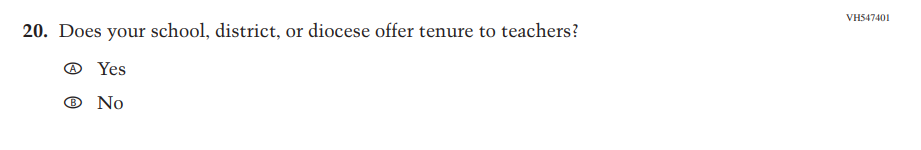 VH547401
20. Does your school, district, or diocese offer tenure to teachers?
A Yes
B No